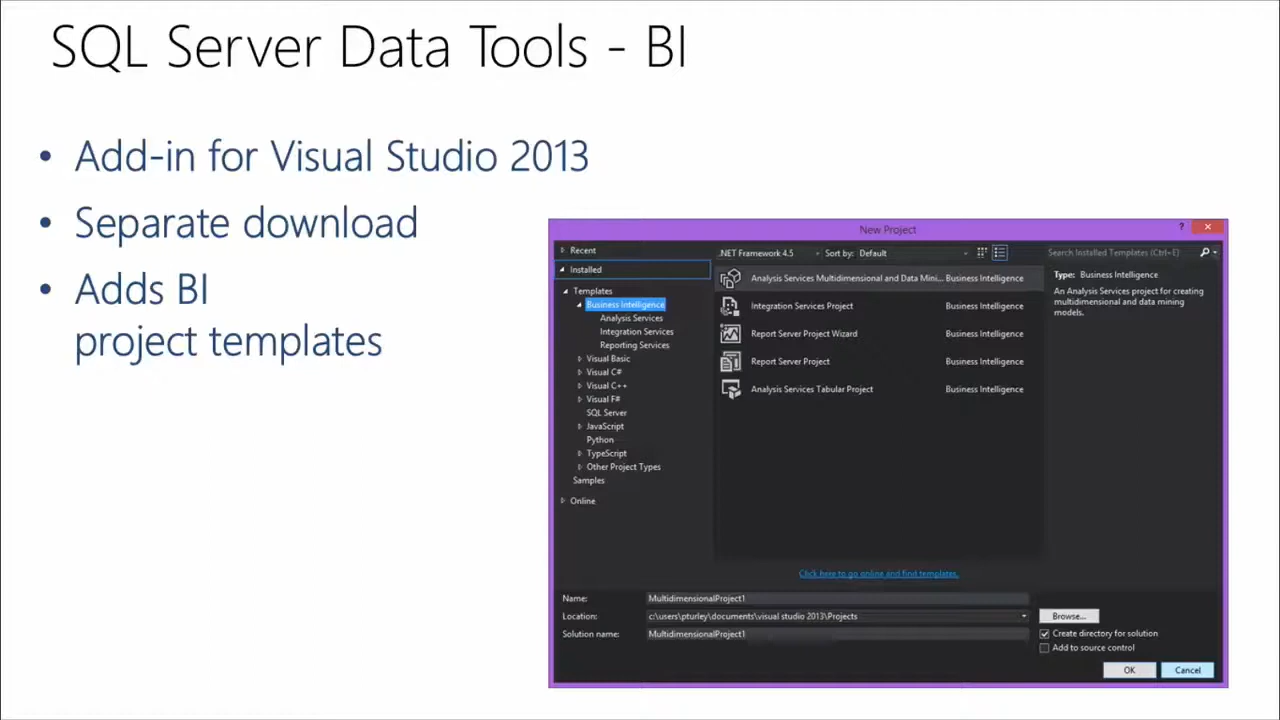 SQL Server Data Tools - BI
• Add-in for Visual Studio 2013
• Separate download
• Adds BI
project templates
New Project
?
Recent
Installed
Templates
Business Intelligence
Analysis Services
Integration Services
Reporting Services
Visual Basic
Visual C#
Visual C++
Visual F#
SQL Server
JavaScript
Python
TypeScript
Other Project Types
Samples
Online
.NET Framework 4.5 Sort by: Default
Analysis Services Multidimensional and Data Mini... Business Intelligence
Integration Services Project Business Intelligence
Report Server Project Wizard Business Intelligence
Report Server Project Business Intelligence
Analysis Services Tabular Project Business Intelligence
Click here to go online and find templates.
Search Installed Templates (Ctrl+E)
Type: Business Intelligence
An Analysis Services project for creating
multidimensional and data mining
models.
Name: MultidimensionalProject1
Location: c:\users\pturley\documents\visual studio 2013\Projects
Solution name: MultidimensionalProject1
Browse...
Create directory for solution
Add to source control
OK Cancel